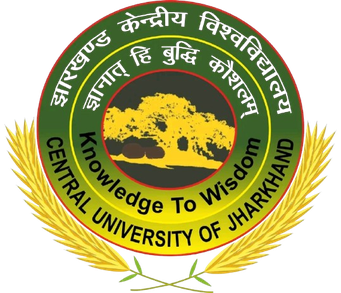 झारखण्ड केन्द्रीय विश्वविद्यालय
ज्ञानात् हि बुद्धि कौशलम्
Knowledge To Wisdom
CENTRAL UNIVERSITY OF JHARKHAND